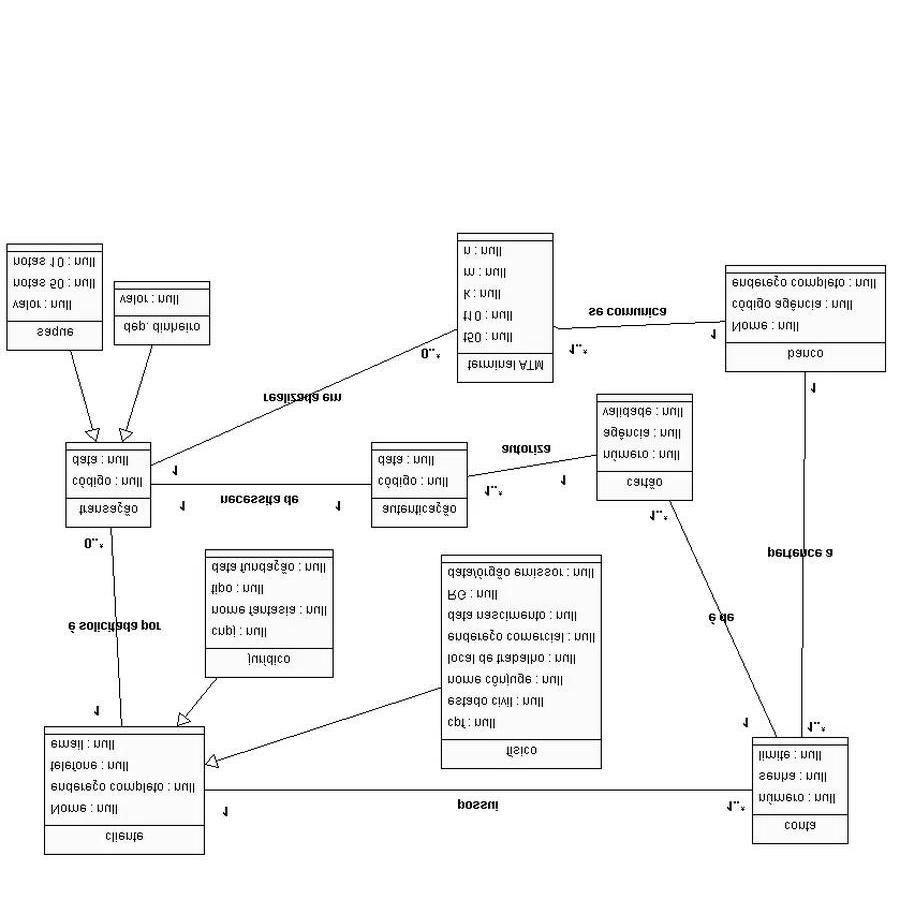 cliente
Nome : null
endereço completo : null
telefone : null
email : null
1
possui
1..*
conta
número : null
senha : null
limite : null
físico
cpf : null
estado civil : null
nome cônjuge : null
local de trabalho : null
endereço comercial : null
data nascimento : null
RG : null
data/órgão emissor : null
1
1
1..*
é solicitada por
é de
jurídico
cnpj : null
nome fantasia : null
tipo : null
data fundação : null
pertence a
0..*
1..*
transação
código : null
data : null
1
necessita de
1
autenticação
código : null
data : null
1..*
autoriza
1
cartão
número : null
agência : null
validade : null
1
realizada em
0..*
1
terminal ATM
t50 : null
t10 : null
k : null
m : null
n : null
1..*
se comunica
1
banco
Nome : null
código agência : null
endereço completo : null
saque
valor : null
notas 50 : null
notas 10 : null
dep. dinheiro
valor : null